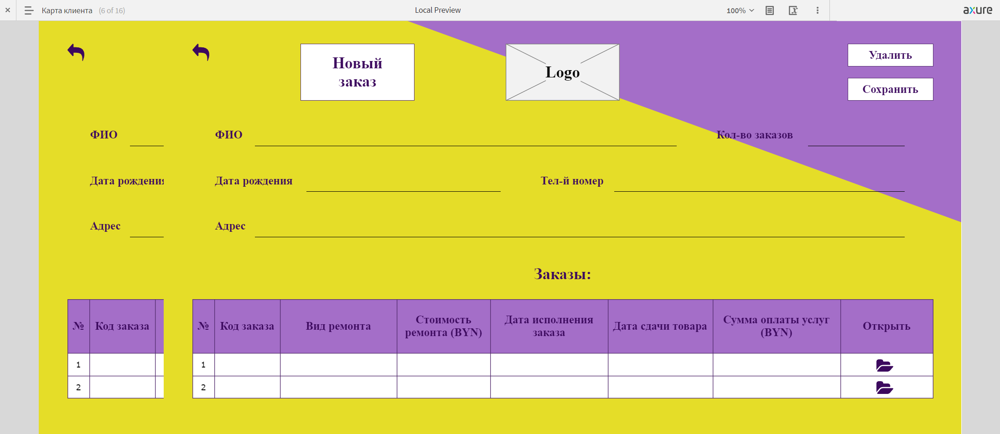 × Карта клиента (6 of 16) Local Preview 100% axure
Новый
заказ
Logo
Удалить
Сохранить
ФИО ФИО Кол-во заказов
Дата рождения Дата рождения Тел-й номер
Адрес Адрес
Заказы:
№ Код заказа № Код заказа Вид ремонта Стоимость ремонта (BYN) Дата исполнения заказа Дата сдачи товара Сумма оплаты услуг (BYN) Открыть
1 1
2 2